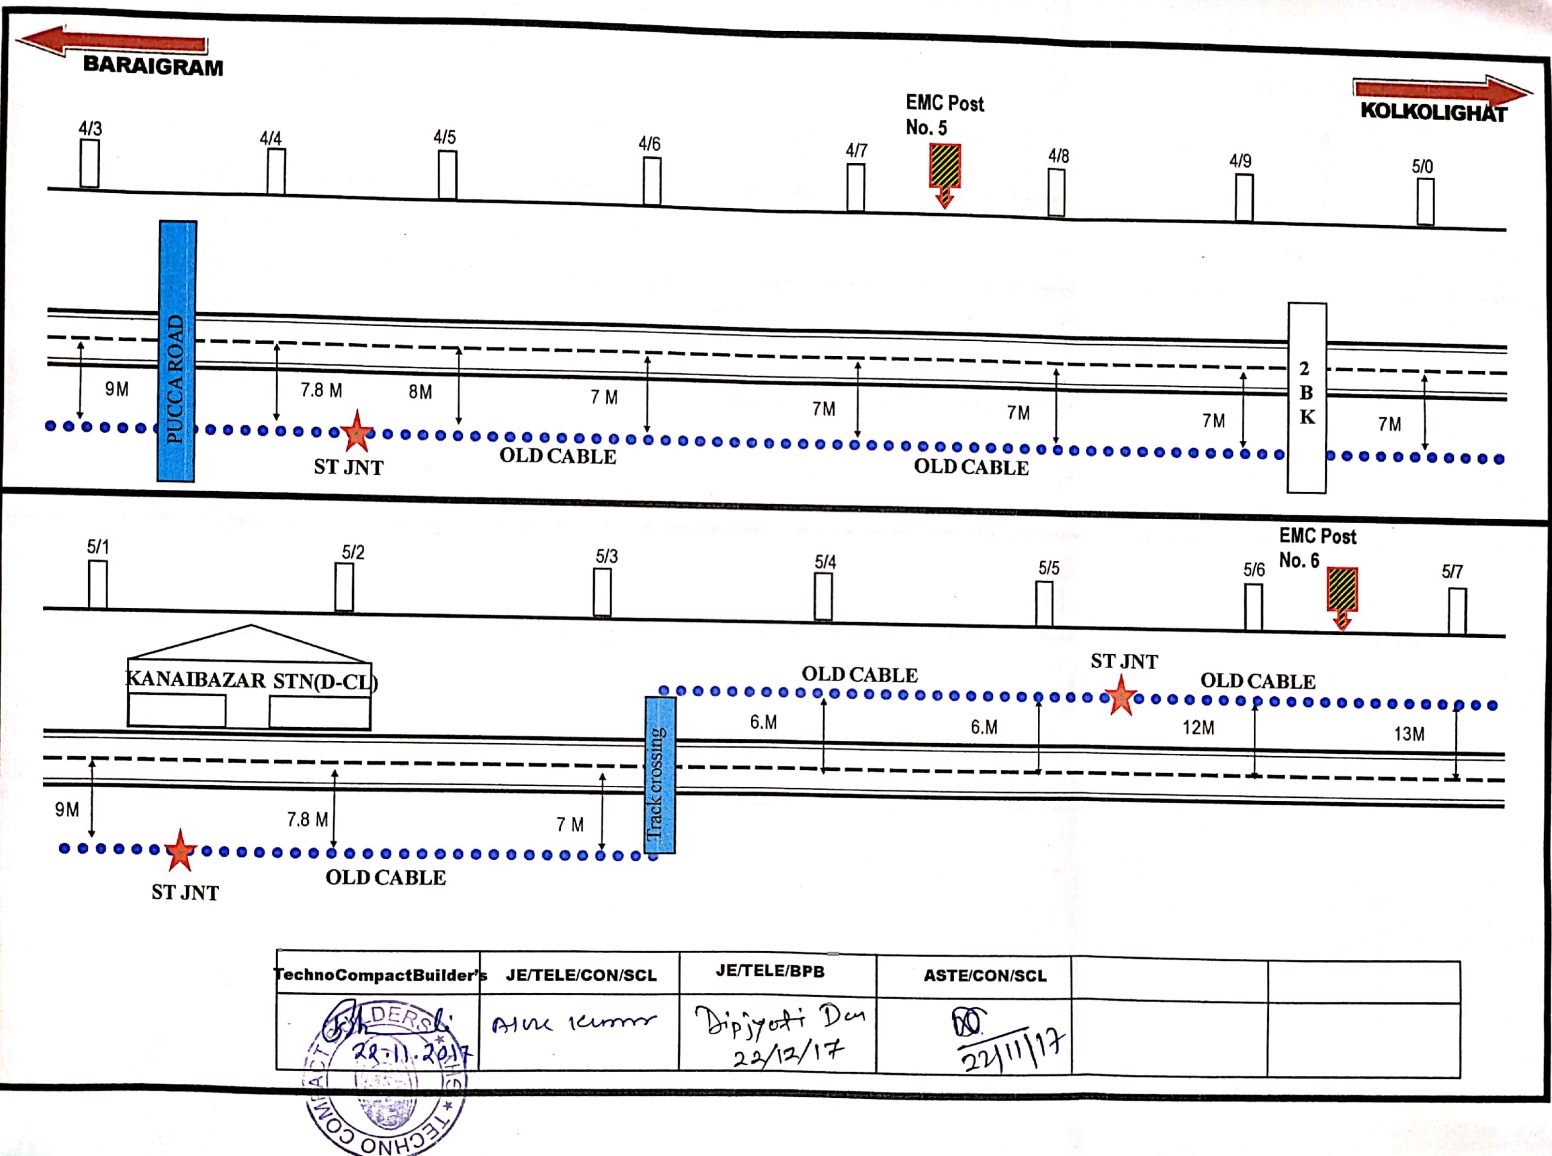 BARAIGRAM
KOLKOLIGHAT
EMC Post
No. 5
4/3
4/4
4/5
4/6
4/7
4/8
4/9
5/0
PUCCA ROAD
2
B
K
9M
7.8 M
8M
7 M
7M
7M
7M
7M
ST JNT
OLD CABLE
OLD CABLE
EMC Post
No. 6
5/1
5/2
5/3
5/4
5/5
5/6
5/7
KANAIBAZAR STN(D-CL)
OLD CABLE
ST JNT
OLD CABLE
Track crossing
6.M
6.M
12M
13M
9M
7.8 M
7 M
ST JNT
OLD CABLE
TechnoCompactBuilder's
JE/TELE/CON/SCL
JE/TELE/BPB
ASTE/CON/SCL
22.11.2017
Dipjyoti Das
22/12/17
22/11/17
TECHNO COMPACT BUILDERS